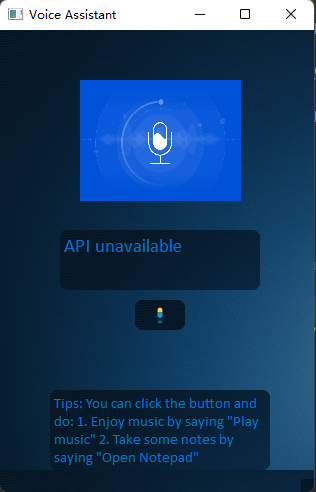 Voice Assistant
API unavailable
Tips: You can click the button and
do: 1. Enjoy music by saying "Play
music" 2. Take some notes by
saying "Open Notepad"